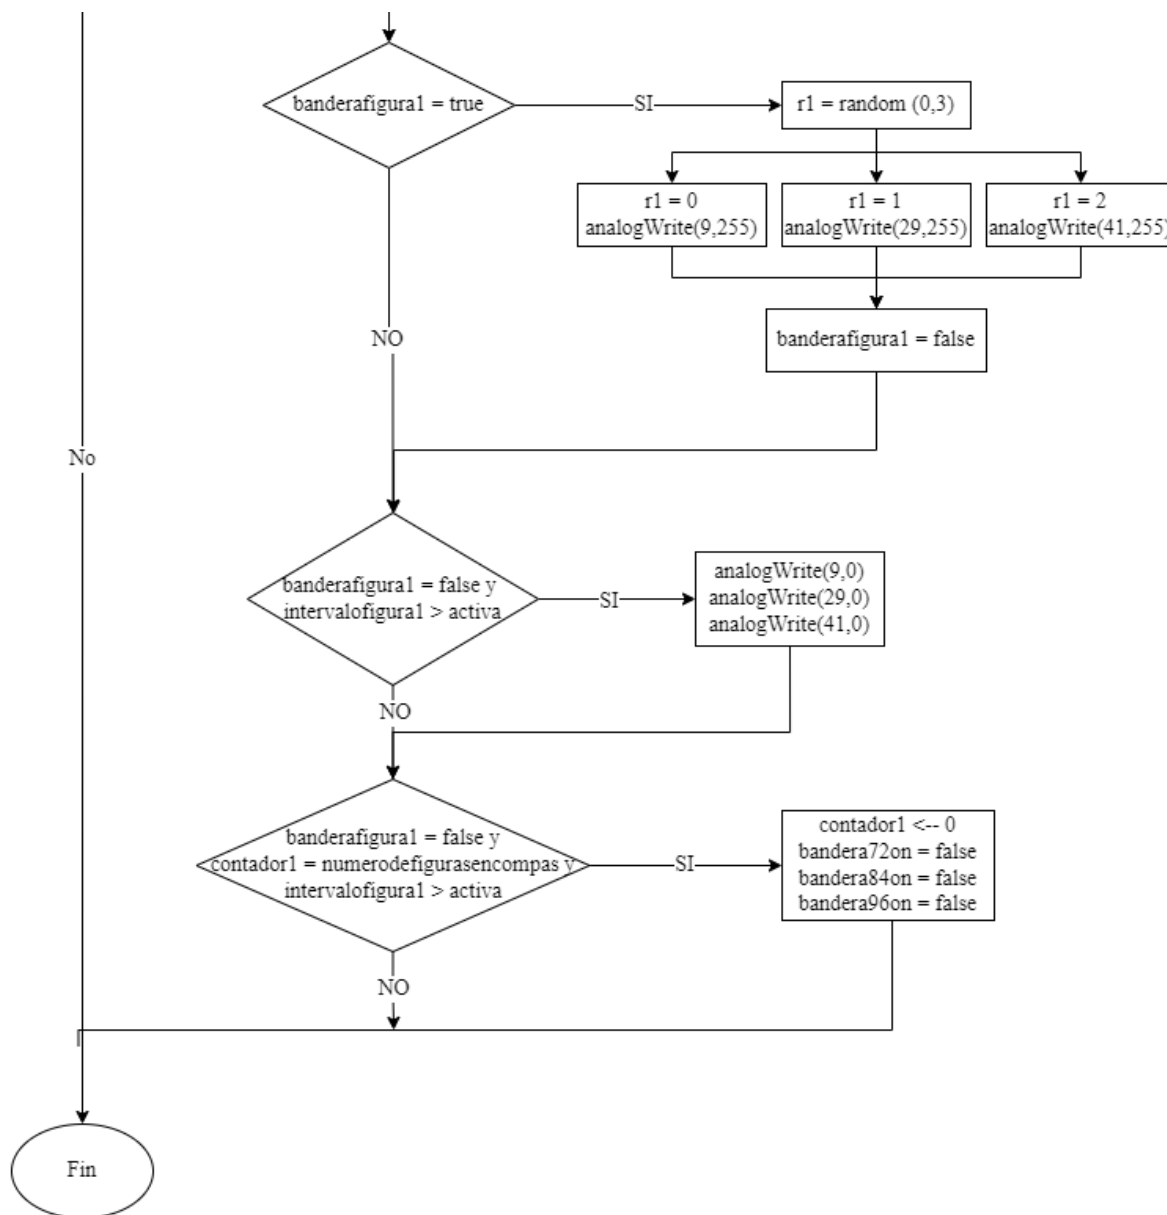 banderafigura1 = true
SI
r1 = random (0,3)
r1 = 0
analogWrite(9,255)
r1 = 1
analogWrite(29,255)
r1 = 2
analogWrite(41,255)
NO
banderafigura1 = false
No
banderafigura1 = false y
intervalofigura1 > activa
SI
analogWrite(9,0)
analogWrite(29,0)
analogWrite(41,0)
NO
banderafigura1 = false y
contador1 = numerodefigurasencompas y
intervalofigura1 > activa
SI
contador1 <-- 0
bandera72on = false
bandera84on = false
bandera96on = false
NO
Fin